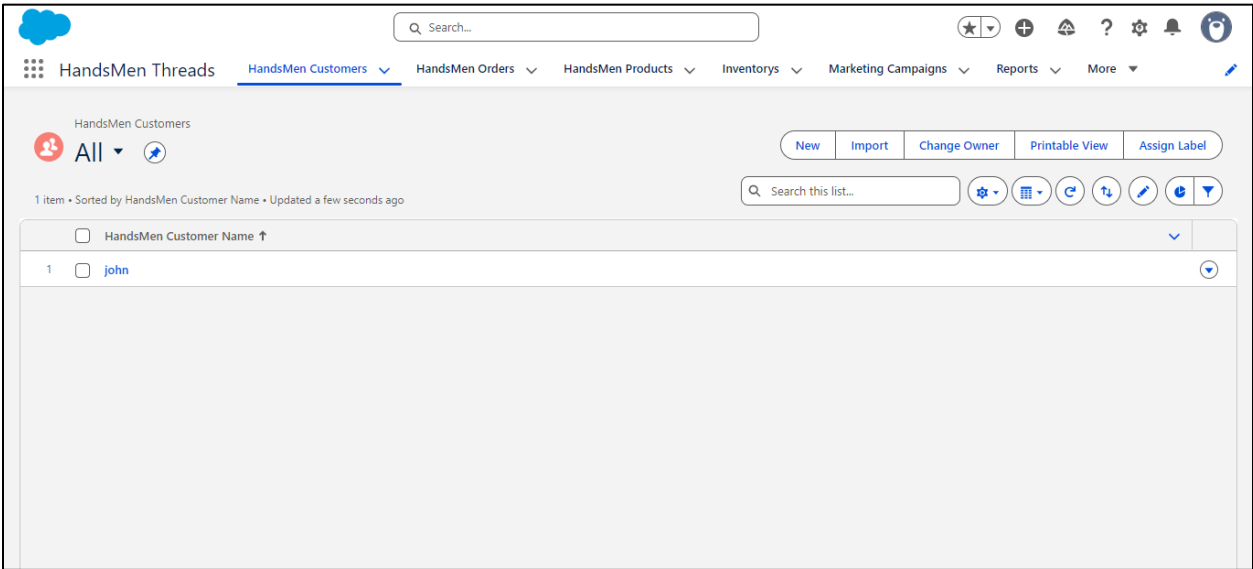 Search...
HandsMen Threads HandsMen Customers HandsMen Orders HandsMen Products Inventorys Marketing Campaigns Reports More
HandsMen Customers
All
New Import Change Owner Printable View Assign Label
1 item • Sorted by HandsMen Customer Name • Updated a few seconds ago
Search this list...
HandsMen Customer Name ↑
1 john